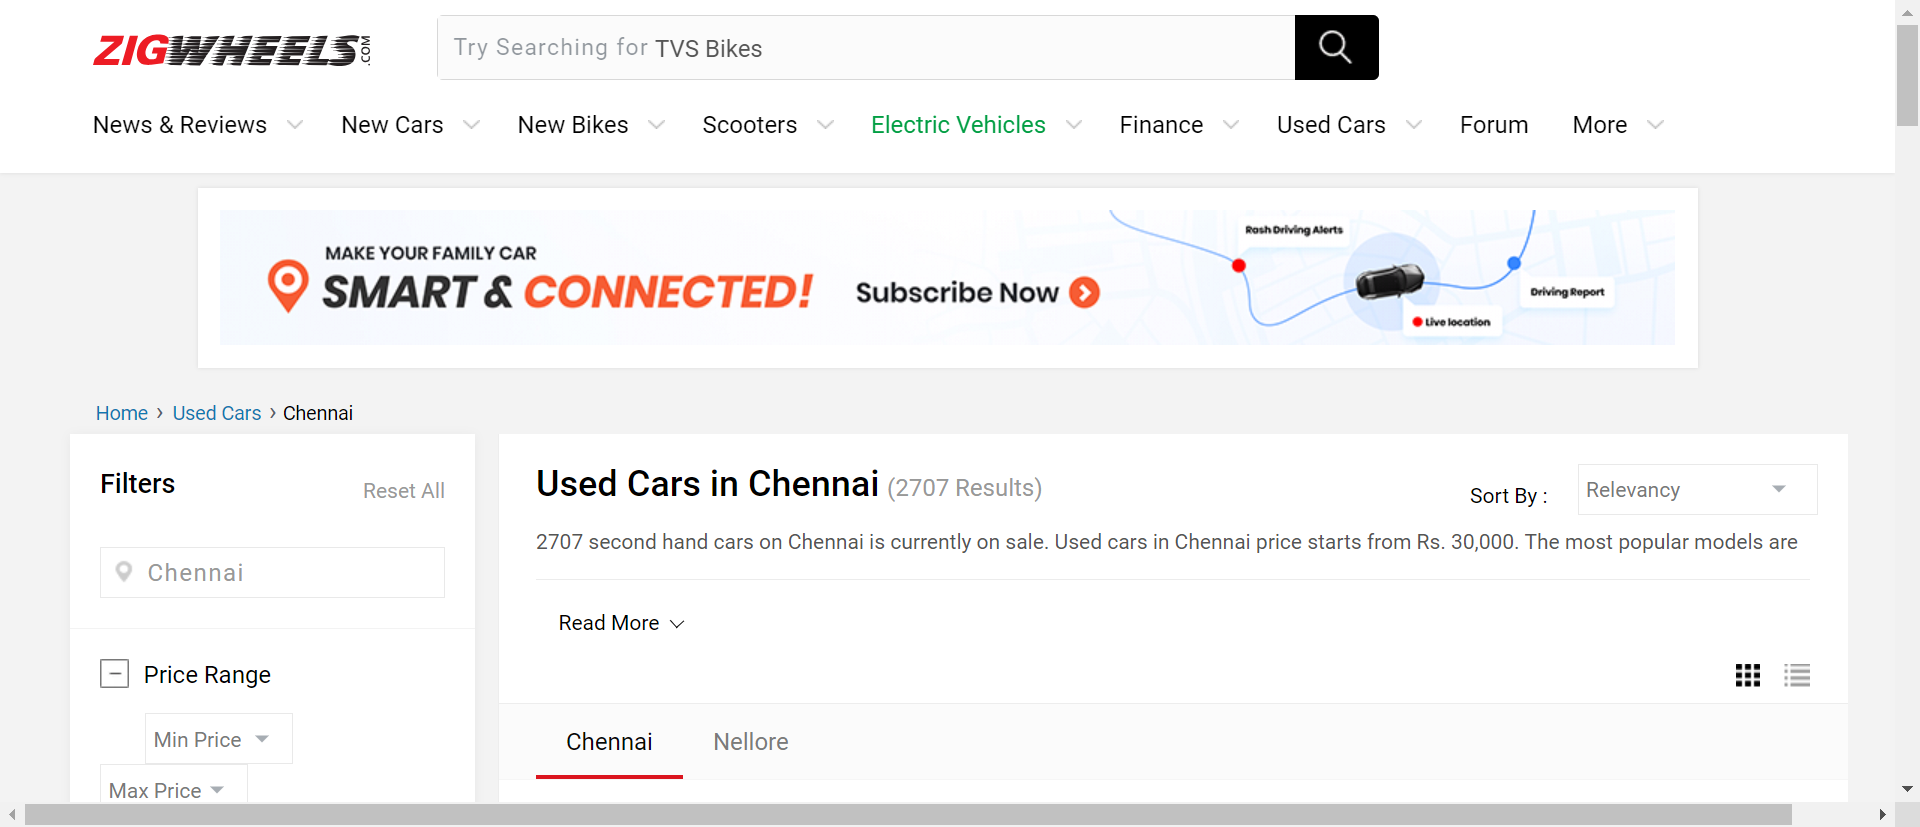 ZIGWHEELS.COM
Try Searching for TVS Bikes
News & Reviews New Cars New Bikes Scooters Electric Vehicles Finance Used Cars Forum More
MAKE YOUR FAMILY CAR
SMART & CONNECTED!
Subscribe Now
Rash Driving Alerts
Driving Report
Live location
Home › Used Cars › Chennai
Filters
Reset All
Chennai
Price Range
Min Price
Max Price
Used Cars in Chennai (2707 Results)
Sort By :
Relevancy
2707 second hand cars on Chennai is currently on sale. Used cars in Chennai price starts from Rs. 30,000. The most popular models are
Read More
Chennai Nellore